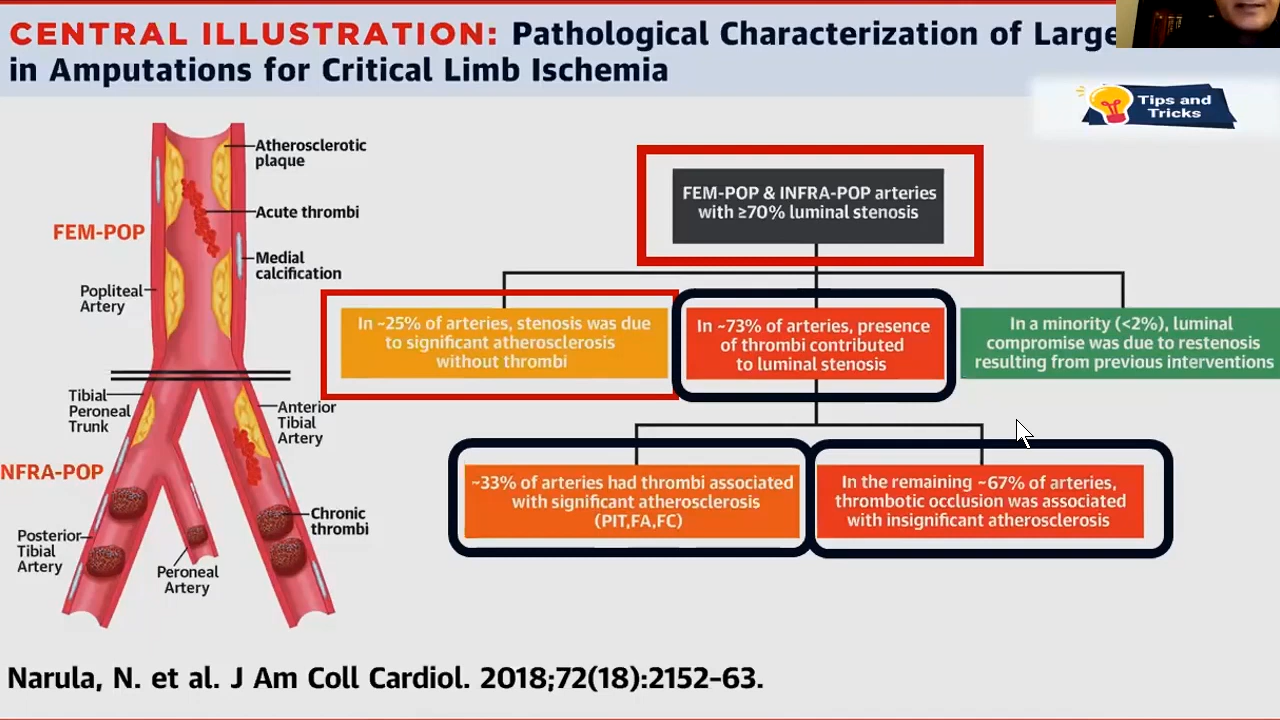 CENTRAL ILLUSTRATION: Pathological Characterization of Large
in Amputations for Critical Limb Ischemia
Tips and
Tricks
Atherosclerotic
plaque
Acute thrombi
FEM-POP
Medial
calcification
Popliteal
Artery
Tibial
Peroneal
Trunk
Anterior
Tibial
Artery
NFRA-POP
Chronic
thrombi
Posterior
Tibial
Artery
Peroneal
Artery
FEM-POP & INFRA-POP arteries
with ≥70% luminal stenosis
In ~25% of arteries, stenosis was due
to significant atherosclerosis
without thrombi
In ~73% of arteries, presence
of thrombi contributed
to luminal stenosis
In a minority (<2%), luminal
compromise was due to restenosis
resulting from previous interventions
~33% of arteries had thrombi associated
with significant atherosclerosis
(PIT,FA,FC)
In the remaining ~67% of arteries,
thrombotic occlusion was associated
with insignificant atherosclerosis
Narula, N. et al. J Am Coll Cardiol. 2018;72(18):2152-63.